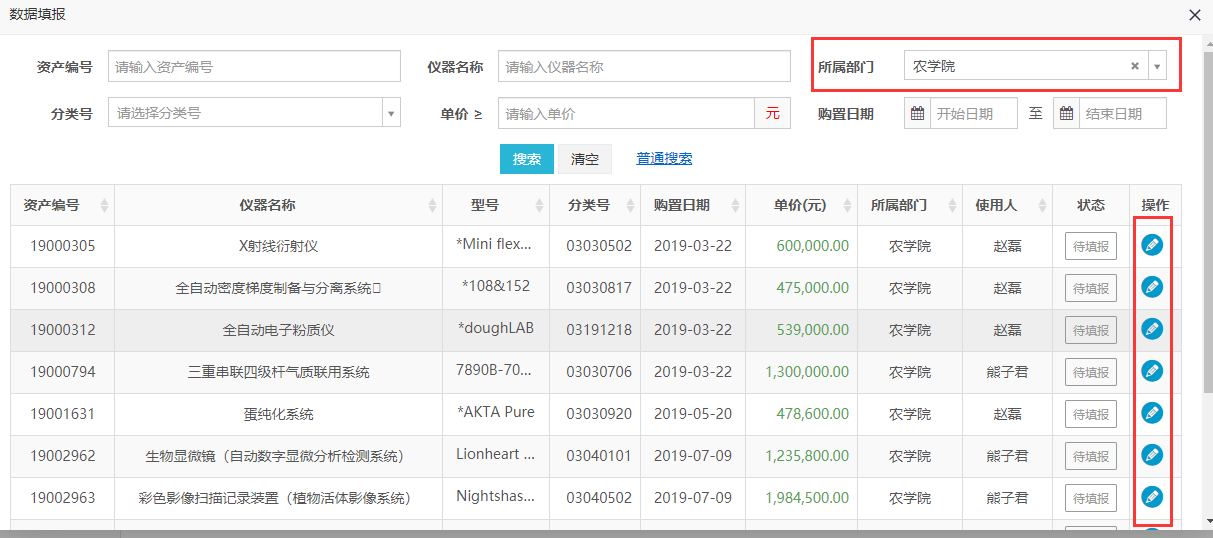 数据填报
资产编号 请输入资产编号 仪器名称 请输入仪器名称 所属部门 农学院
分类号 请选择分类号 单价 ≥ 请输入单价 元 购置日期 开始日期 至 结束日期
搜索 清空 普通搜索
资产编号 仪器名称 型号 分类号 购置日期 单价(元) 所属部门 使用人 状态 操作
19000305 X射线衍射仪 *Mini flex... 03030502 2019-03-22 600,000.00 农学院 赵磊 待填报
19000308 全自动密度梯度制备与分离系统 *108&152 03030817 2019-03-22 475,000.00 农学院 赵磊 待填报
19000312 全自动电子粉质仪 *doughLAB 03191218 2019-03-22 539,000.00 农学院 赵磊 待填报
19000794 三重串联四级杆气质联用系统 7890B-70... 03030706 2019-03-22 1,300,000.00 农学院 熊子君 待填报
19001631 蛋纯化系统 *AKTA Pure 03030920 2019-05-20 478,600.00 农学院 赵磊 待填报
19002962 生物显微镜（自动数字显微分析检测系统） Lionheart ... 03040101 2019-07-09 1,235,800.00 农学院 熊子君 待填报
19002963 彩色影像扫描记录装置（植物活体影像系统） Nightshas... 03040502 2019-07-09 1,984,500.00 农学院 熊子君 待填报